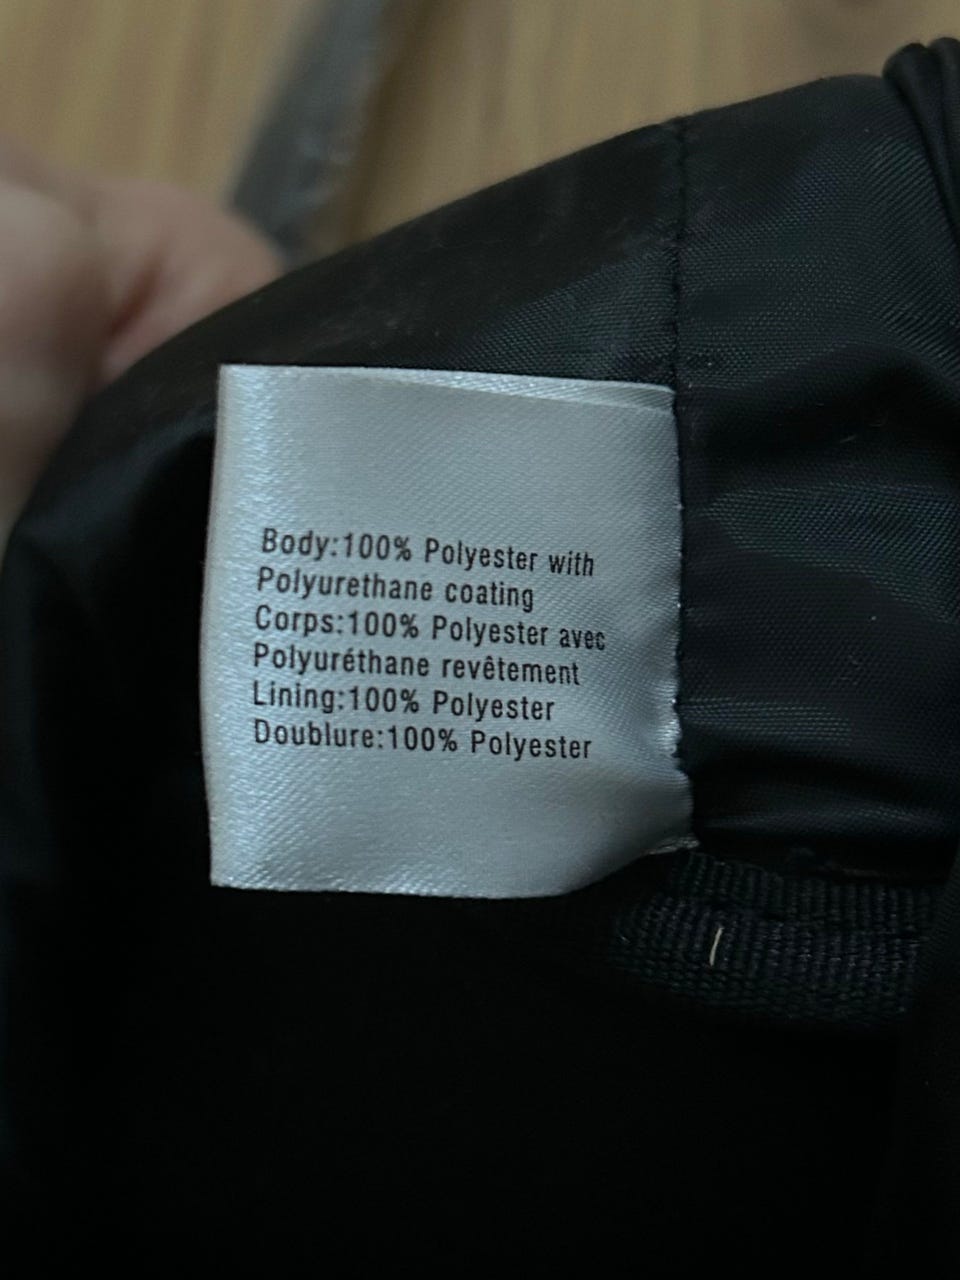 Body:100% Polyester with
Polyurethane coating
Corps:100% Polyester avec
Polyuréthane revêtement
Lining:100% Polyester
Doublure:100% Polyester